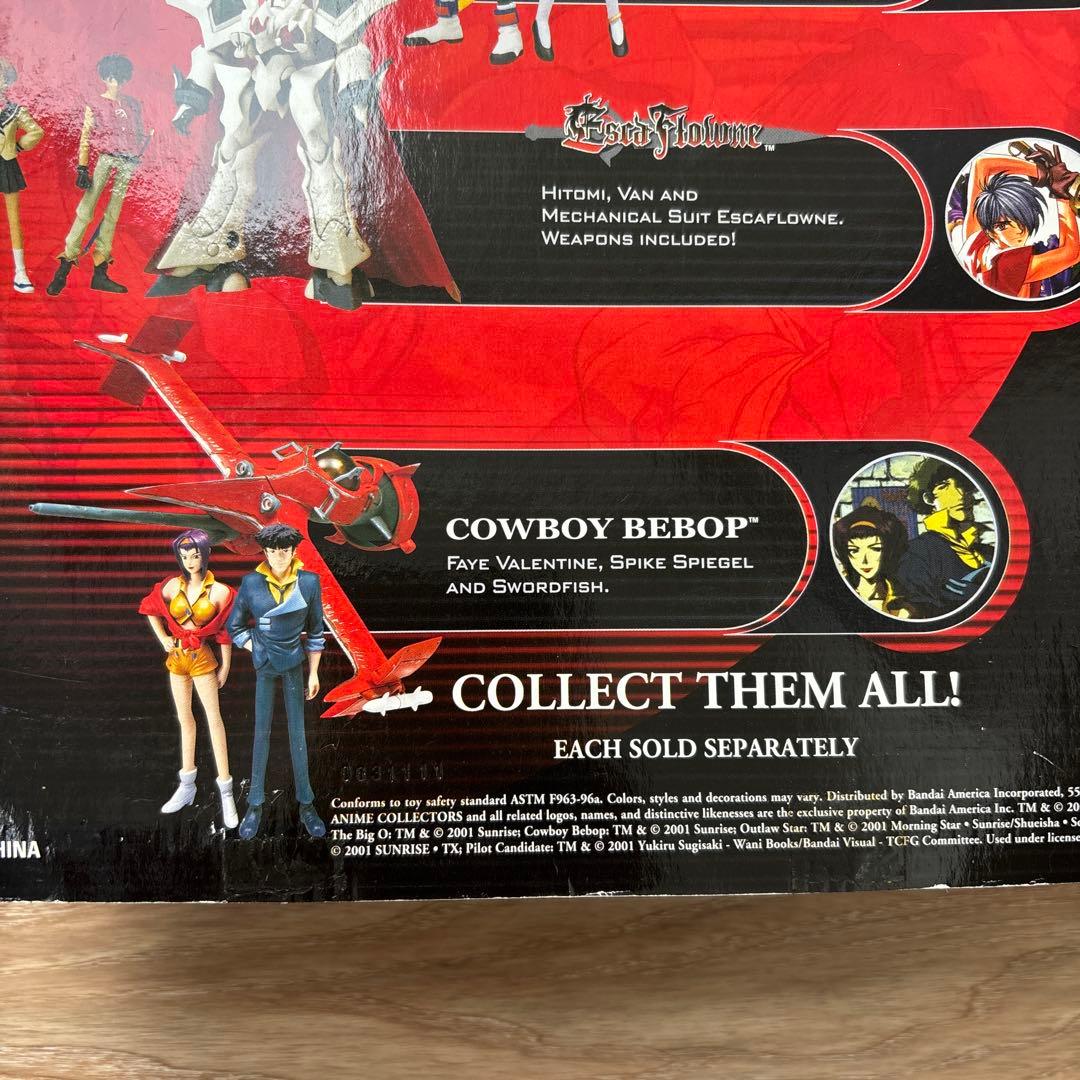 EscaFlowne™
HITOMI, VAN AND
MECHANICAL SUIT ESCAFLOWNE.
WEAPONS INCLUDED!
COWBOY BEBOP™
FAYE VALENTINE, SPIKE SPIEGEL
AND SWORDFISH.
COLLECT THEM ALL!
EACH SOLD SEPARATELY
Conforms to toy safety standard ASTM F963-96a. Colors, styles and decorations may vary. Distributed by Bandai America Incorporated, 55
ANIME COLLECTORS and all related logos, names, and distinctive likenesses are the exclusive property of Bandai America Inc. TM & © 20
The Big O: TM & © 2001 Sunrise; Cowboy Bebop: TM & © 2001 Sunrise; Outlaw Star: TM & © 2001 Morning Star • Sunrise/Shueisha • So
© 2001 SUNRISE • TX; Pilot Candidate: TM & © 2001 Yukiru Sugisaki - Wani Books/Bandai Visual - TCFG Committee. Used under license
HINA